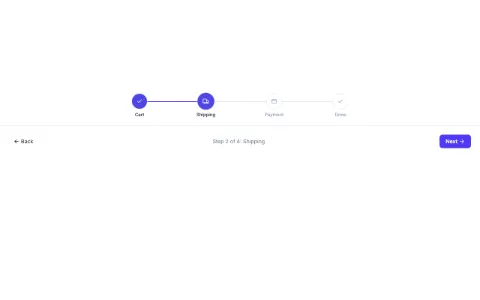 Cart
Shipping
Payment
Done
Back
Step 2 of 4: Shipping
Next